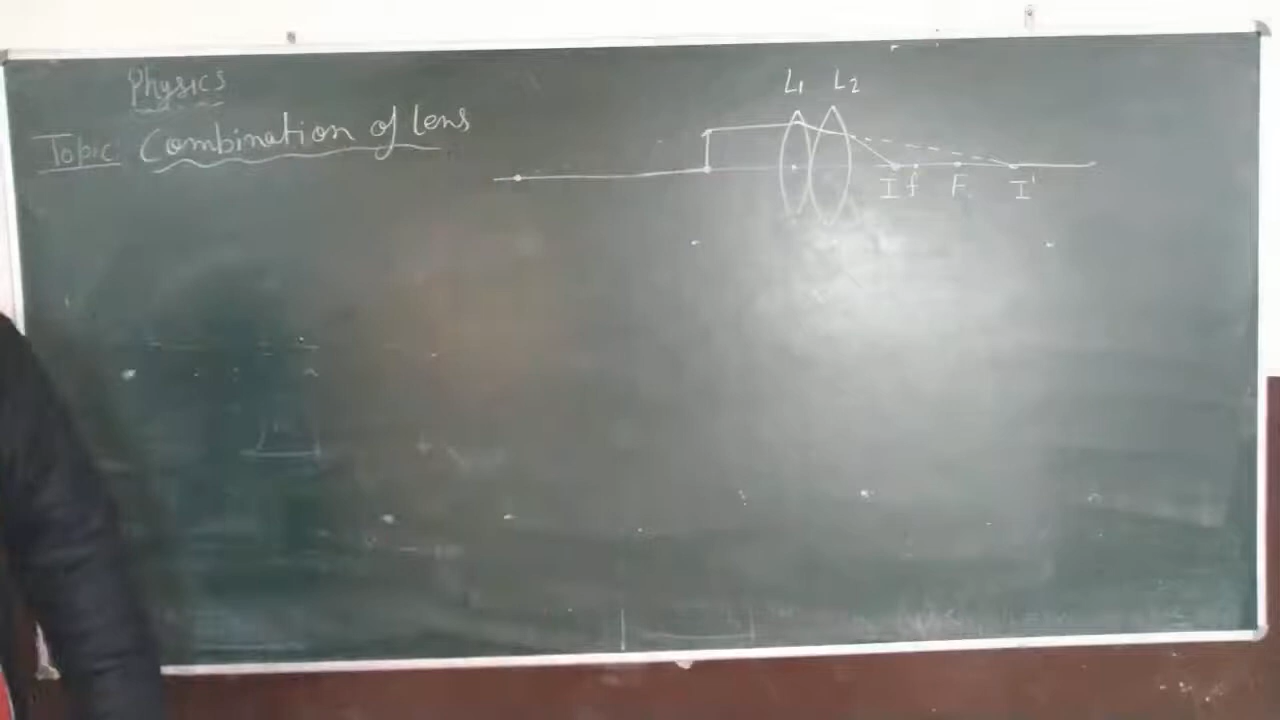 Physics
Topic Combination of lens
L₁ L₂
I f F I'